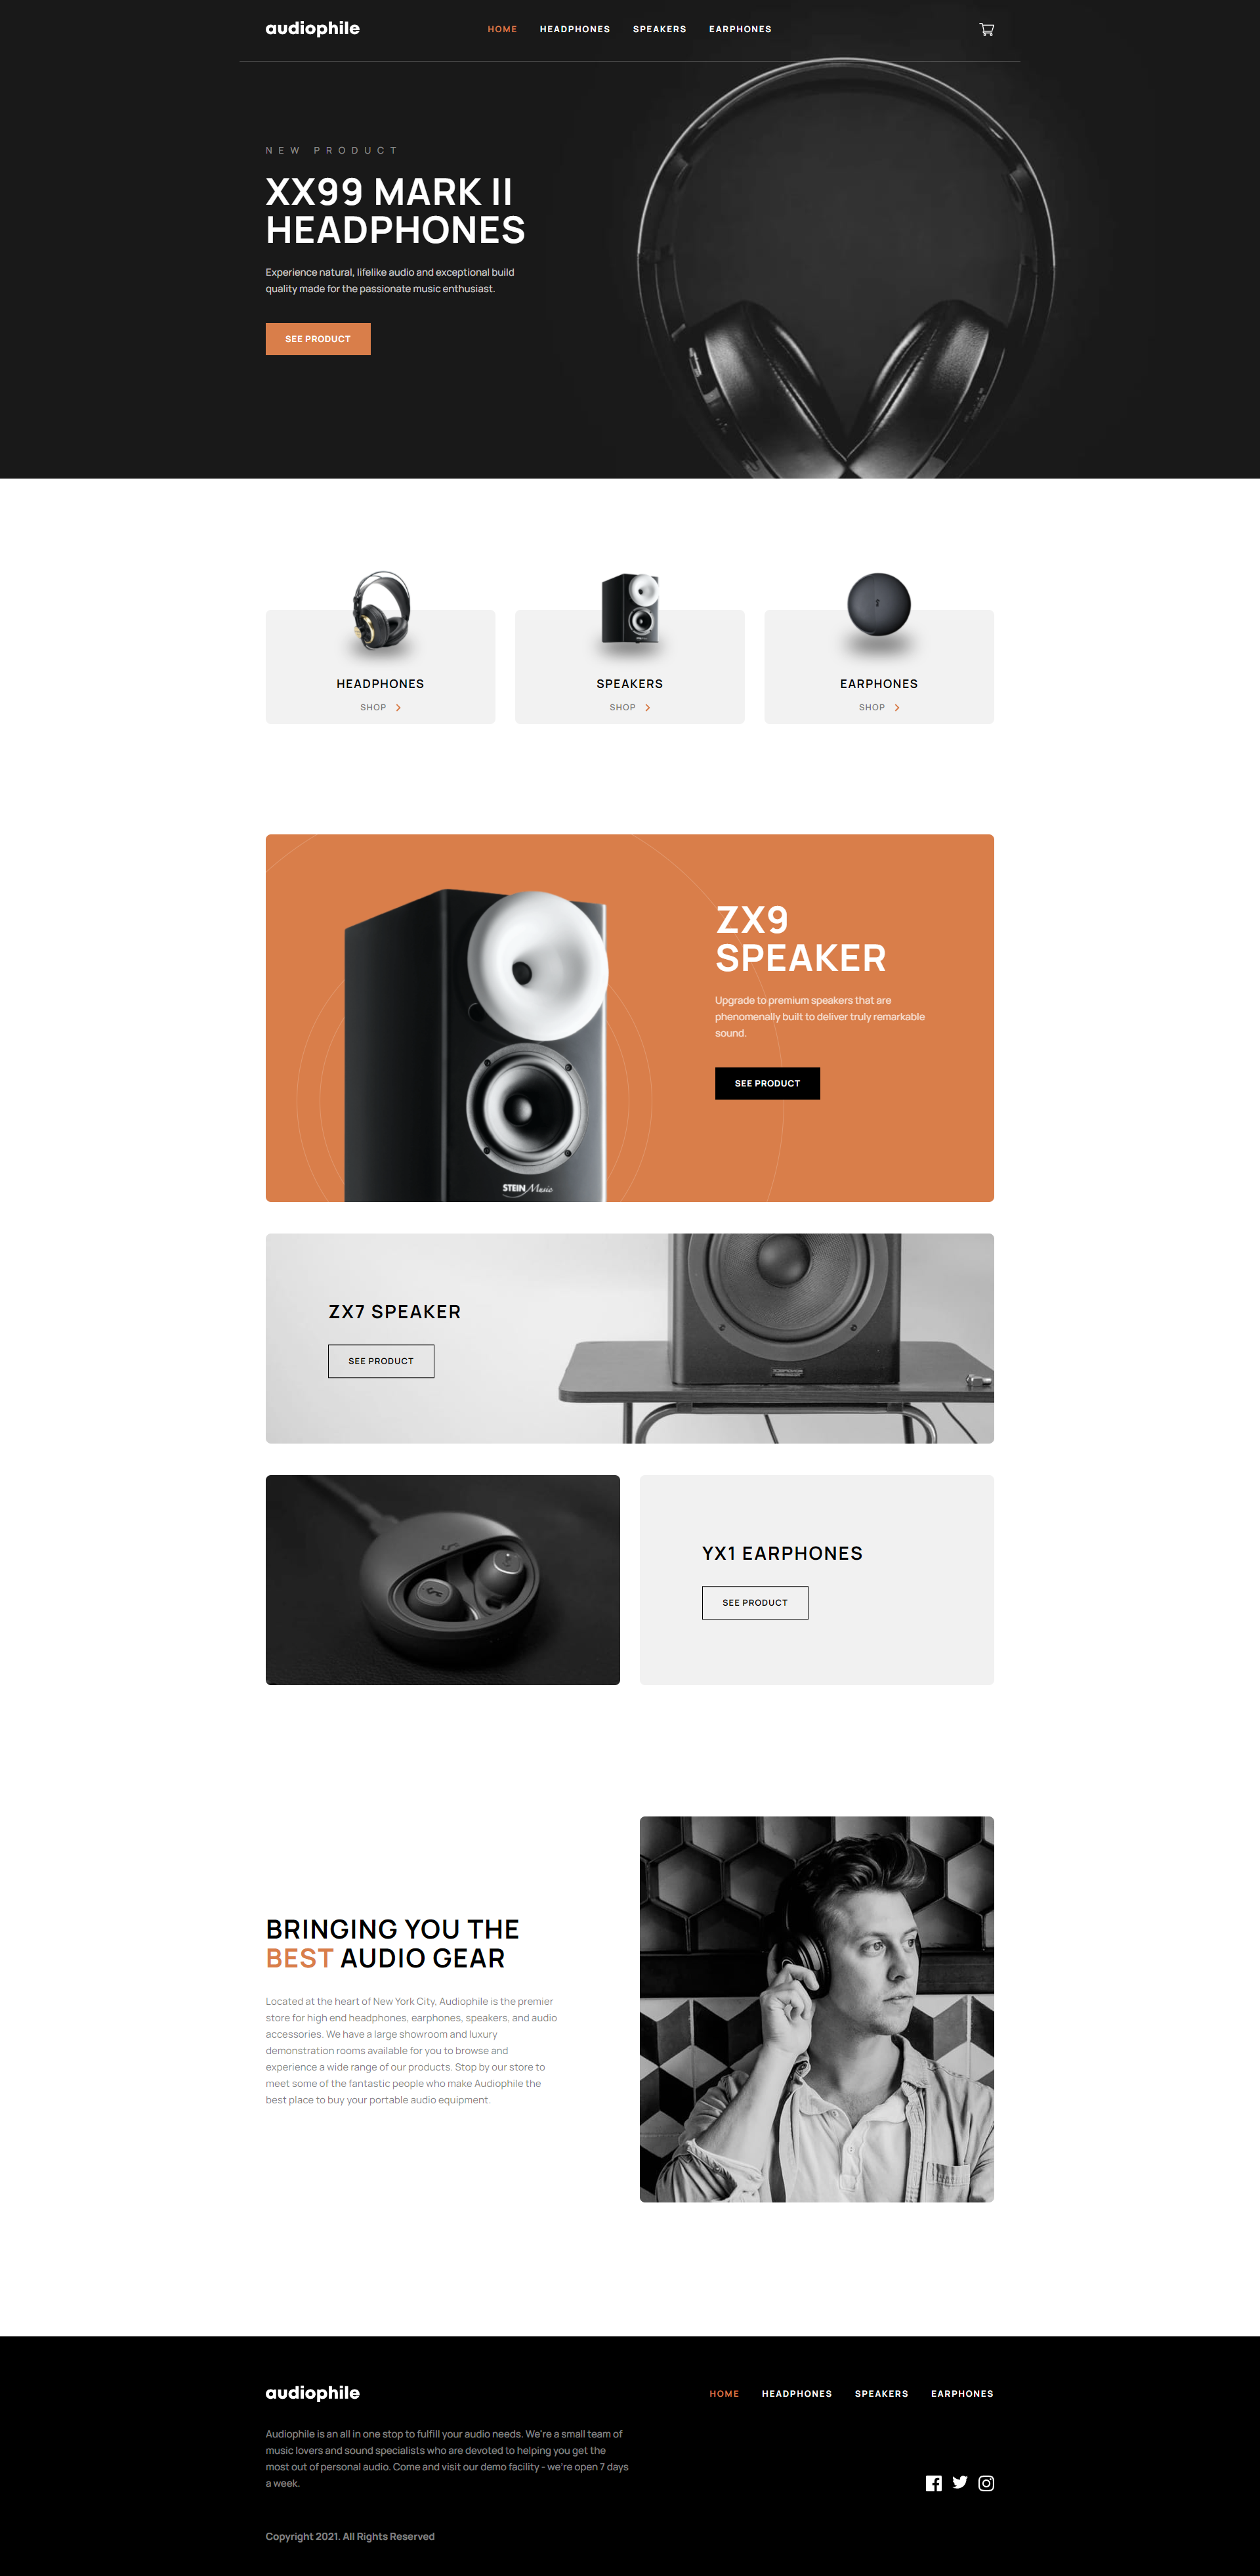 audiophile
HOME HEADPHONES SPEAKERS EARPHONES
NEW PRODUCT
XX99 MARK II
HEADPHONES
Experience natural, lifelike audio and exceptional build
quality made for the passionate music enthusiast.
SEE PRODUCT
HEADPHONES
SHOP
SPEAKERS
SHOP
EARPHONES
SHOP
ZX9
SPEAKER
Upgrade to premium speakers that are
phenomenally built to deliver truly remarkable
sound.
SEE PRODUCT
STEIN Music
ZX7 SPEAKER
SEE PRODUCT
YX1 EARPHONES
SEE PRODUCT
BRINGING YOU THE
BEST AUDIO GEAR
Located at the heart of New York City, Audiophile is the premier
store for high end headphones, earphones, speakers, and audio
accessories. We have a large showroom and luxury
demonstration rooms available for you to browse and
experience a wide range of our products. Stop by our store to
meet some of the fantastic people who make Audiophile the
best place to buy your portable audio equipment.
audiophile
HOME HEADPHONES SPEAKERS EARPHONES
Audiophile is an all in one stop to fulfill your audio needs. We're a small team of
music lovers and sound specialists who are devoted to helping you get the
most out of personal audio. Come and visit our demo facility - we're open 7 days
a week.
Copyright 2021. All Rights Reserved